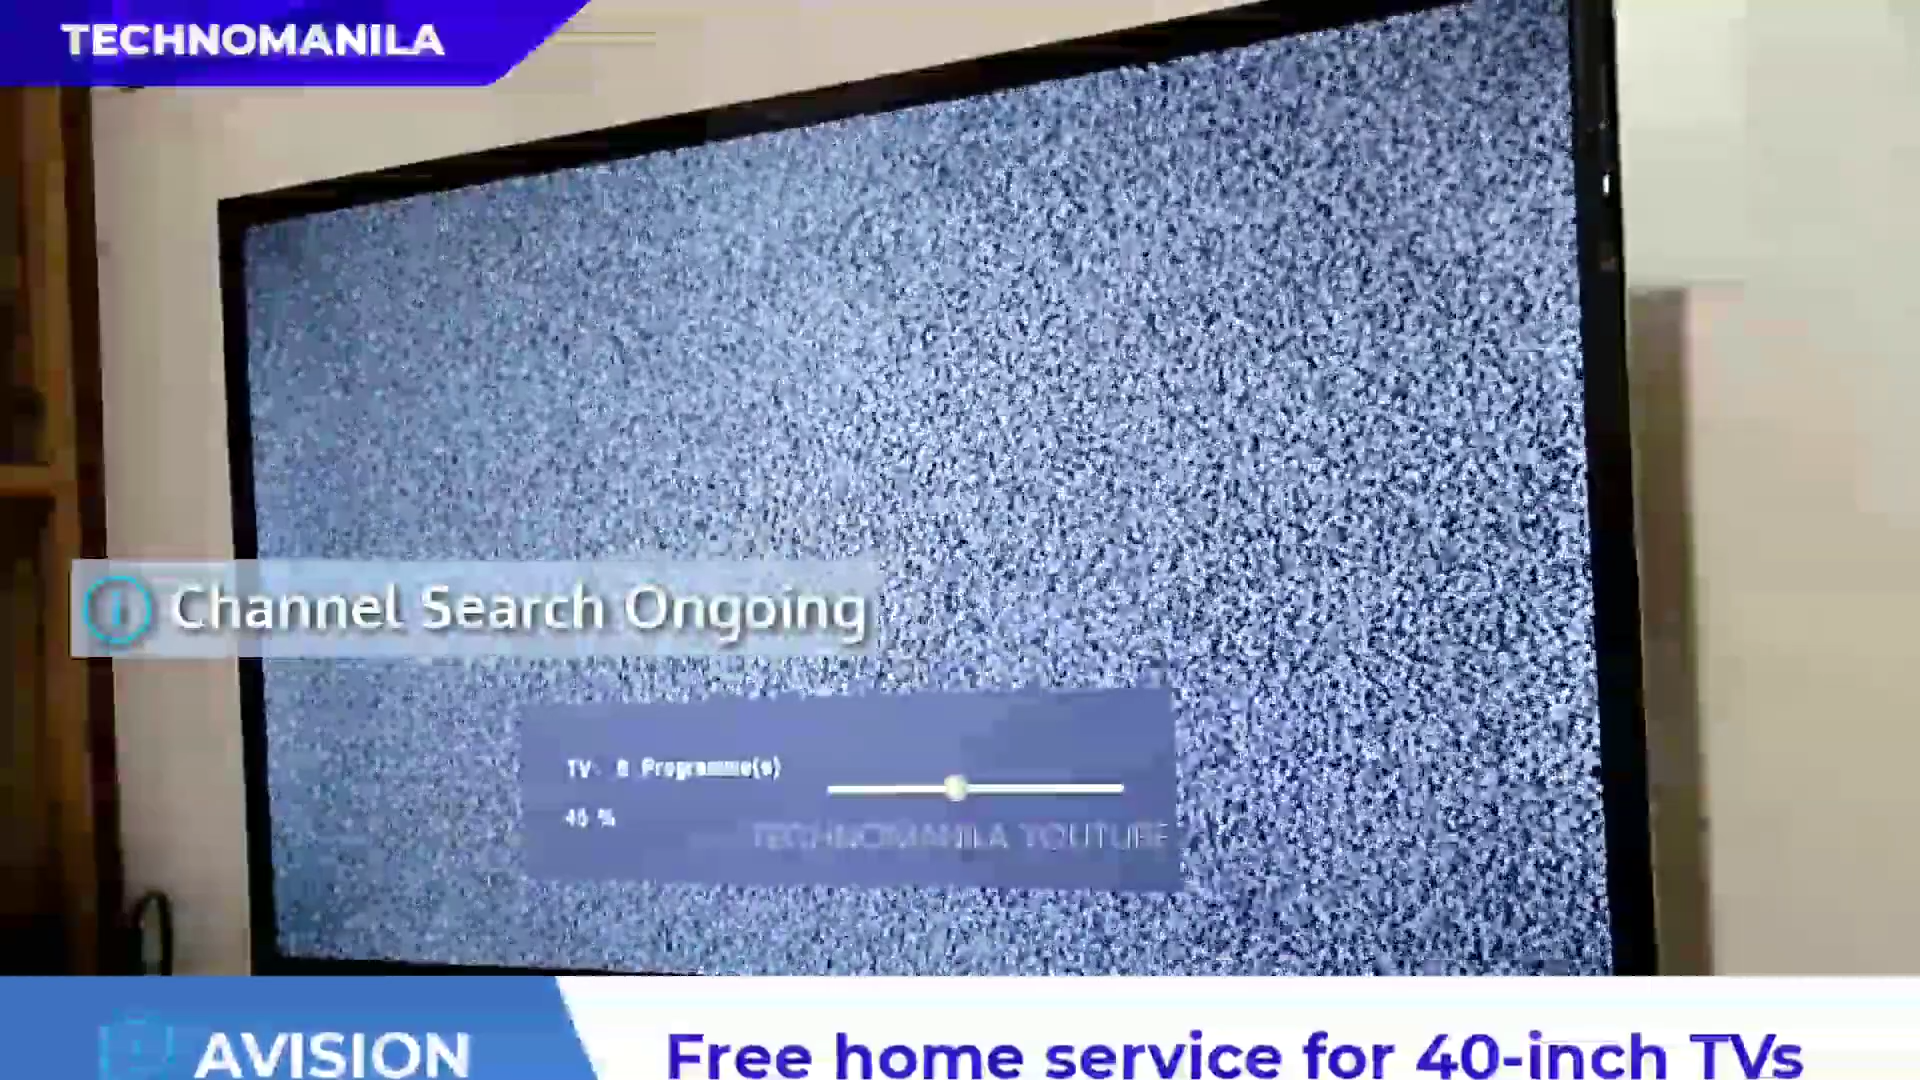 TECHNOMANILA
Channel Search Ongoing
TV: Programme(s)
%
TECHNOMANILA YOUTUBE
AVISION
Free home service for 40-inch TVs